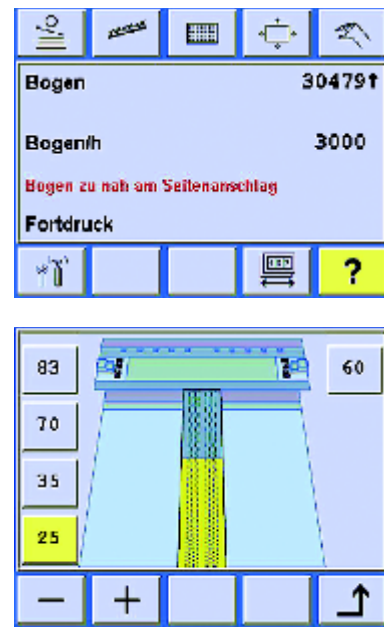 Bogen 30479↑
Bogen/h 3000
Bogen zu nah am Seitenanschlag
Fortdruck
?
83 60
70
35
25
− +